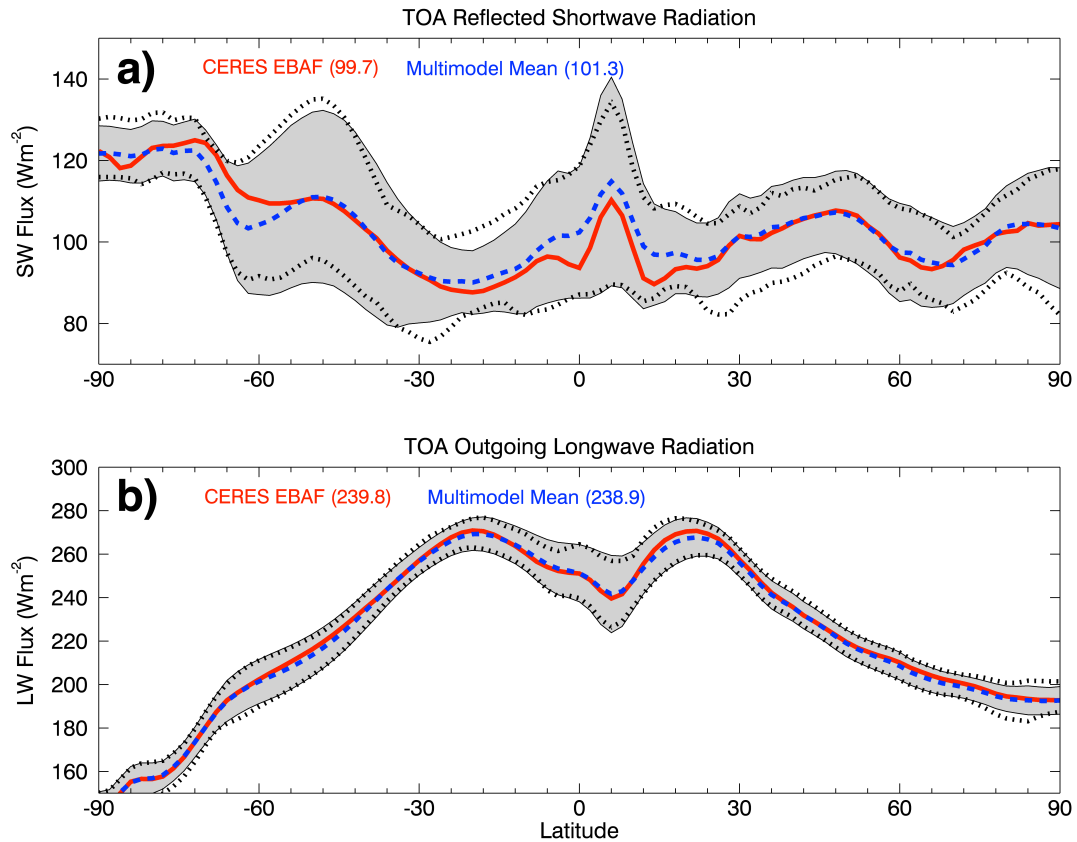 TOA Reflected Shortwave Radiation
a)
CERES EBAF (99.7)
Multimodel Mean (101.3)
SW Flux (Wm-2)
140
120
100
80
-90 -60 -30 0 30 60 90
TOA Outgoing Longwave Radiation
b)
CERES EBAF (239.8)
Multimodel Mean (238.9)
LW Flux (Wm-2)
300
280
260
240
220
200
180
160
-90 -60 -30 0 30 60 90
Latitude